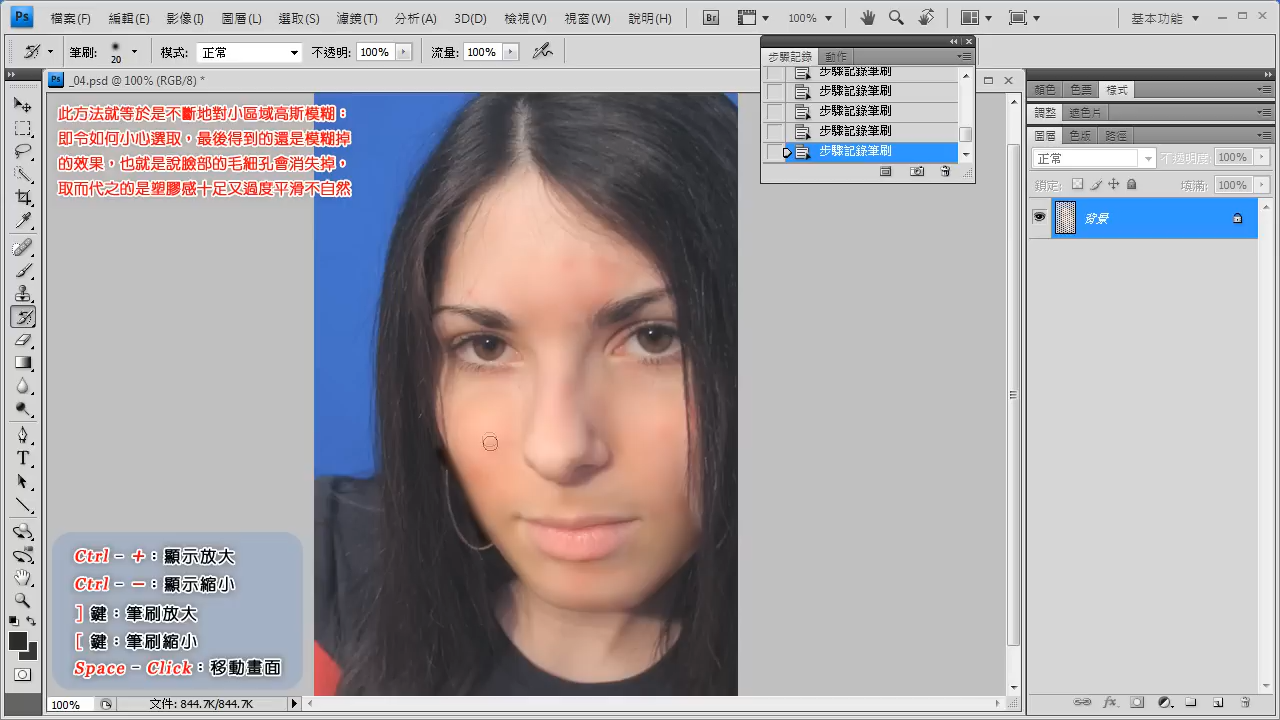 Ps 檔案(F) 編輯(E) 影像(I) 圖層(L) 選取(S) 濾鏡(T) 分析(A) 3D(D) 檢視(V) 視窗(W) 說明(H) Br 100% 基本功能
筆刷: 20 模式: 正常 不透明: 100% 流量: 100%
步驟記錄 動作
步驟記錄筆刷
步驟記錄筆刷
步驟記錄筆刷
步驟記錄筆刷
步驟記錄筆刷
Ps _04.psd @ 100% (RGB/8) *
此方法就等於是不斷地對小區域高斯模糊：
即令如何小心選取，最後得到的還是模糊掉
的效果，也就是說臉部的毛細孔會消失掉，
取而代之的是塑膠感十足又過度平滑不自然
顏色 色票 樣式
調整 遮色片
圖層 色版 路徑
正常 不透明度: 100%
鎖定: 填滿: 100%
背景
Ctrl - +：顯示放大
Ctrl - -：顯示縮小
] 鍵：筆刷放大
[ 鍵：筆刷縮小
Space - Click：移動畫面
100% 文件: 844.7K/844.7K